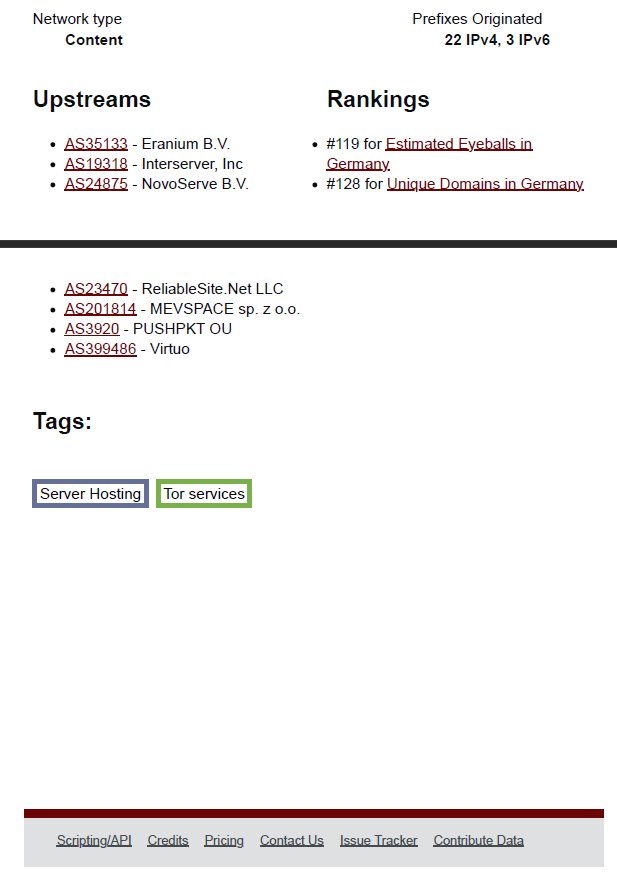 Network type
Content
Prefixes Originated
22 IPv4, 3 IPv6
Upstreams
AS35133 - Eranium B.V.
AS19318 - Interserver, Inc
AS24875 - NovoServe B.V.
Rankings
#119 for Estimated Eyeballs in
Germany
#128 for Unique Domains in Germany
AS23470 - ReliableSite.Net LLC
AS201814 - MEVSPACE sp. z o.o.
AS3920 - PUSHPKT OU
AS399486 - Virtuo
Tags:
Server Hosting Tor services
Scripting/API Credits Pricing Contact Us Issue Tracker Contribute Data